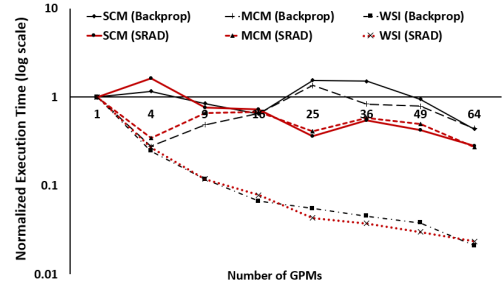 Normalized Execution Time (log scale)
10
1
0.1
0.01
SCM (Backprop) MCM (Backprop) WSI (Backprop)
SCM (SRAD) MCM (SRAD) WSI (SRAD)
1 4 9 16 25 36 49 64
Number of GPMs